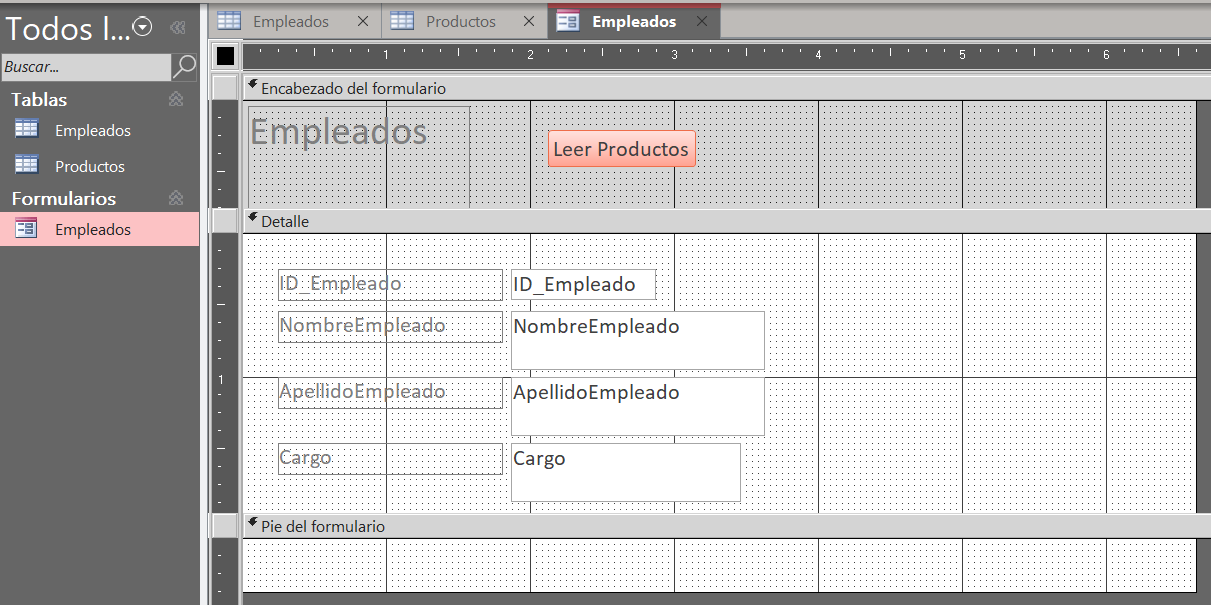 Todos l...
Buscar...
Tablas
Empleados
Productos
Formularios
Empleados
Empleados
Productos
Empleados
1 2 3 4 5 6
Encabezado del formulario
Empleados
Leer Productos
Detalle
ID_Empleado ID_Empleado
NombreEmpleado NombreEmpleado
1
ApellidoEmpleado ApellidoEmpleado
Cargo Cargo
Pie del formulario